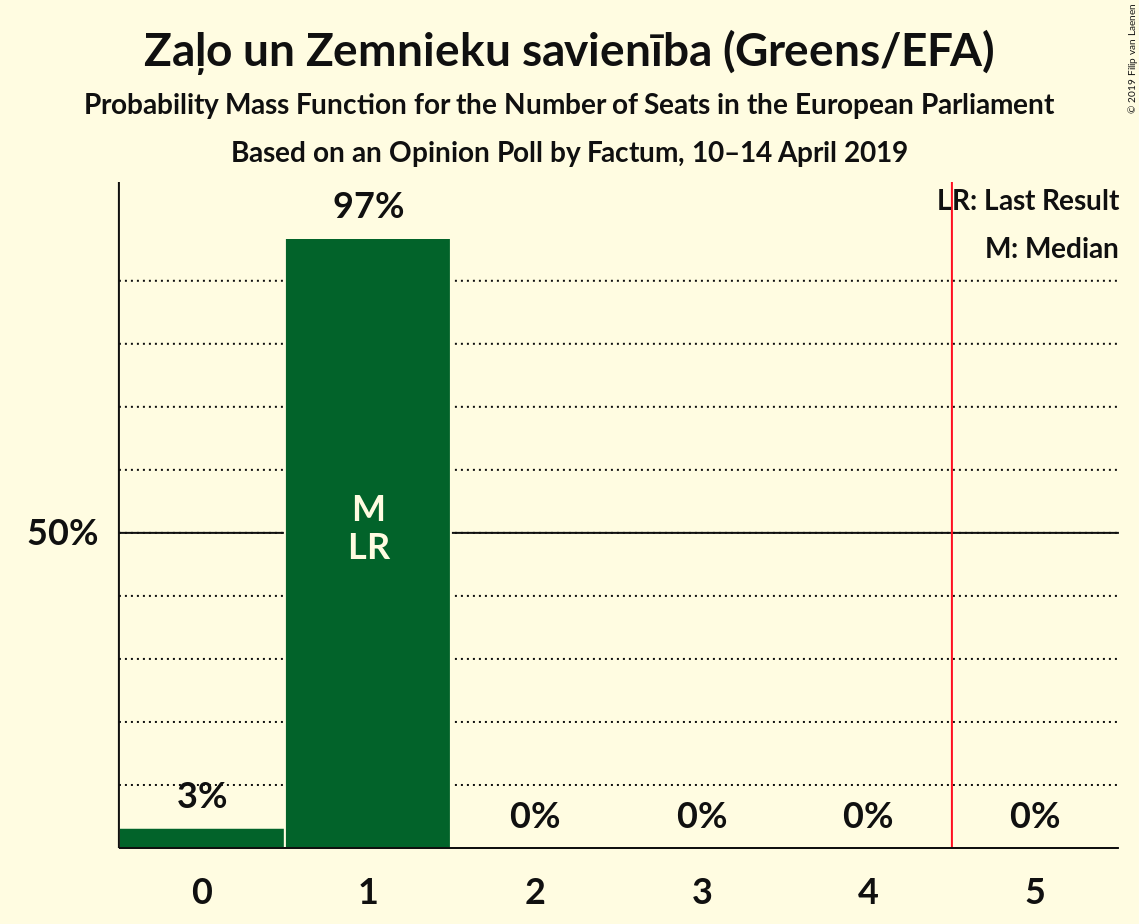 Zaļo un Zemnieku savienība (Greens/EFA)
Probability Mass Function for the Number of Seats in the European Parliament
Based on an Opinion Poll by Factum, 10–14 April 2019
© 2019 Filip van Laenen
LR: Last Result
M: Median
97%
50%
M
LR
3%
0%
0%
0%
0%
0
1
2
3
4
5